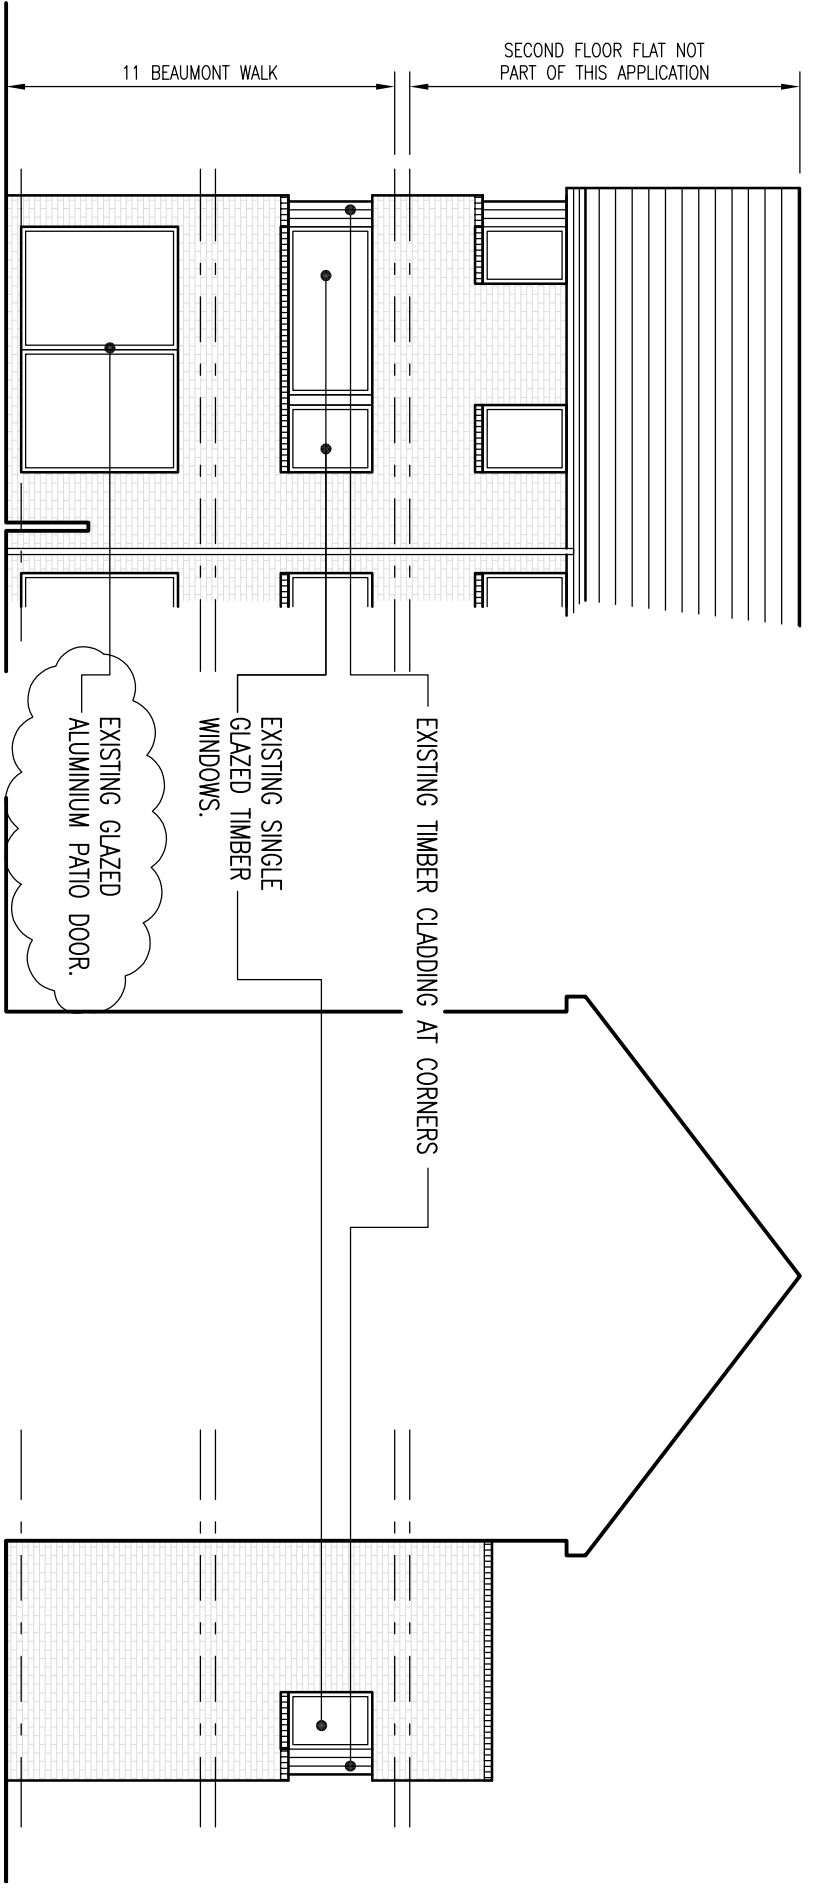 SECOND FLOOR FLAT NOT
PART OF THIS APPLICATION
11 BEAUMONT WALK
EXISTING TIMBER CLADDING AT CORNERS
EXISTING SINGLE
GLAZED TIMBER
WINDOWS.
EXISTING GLAZED
ALUMINIUM PATIO DOOR.